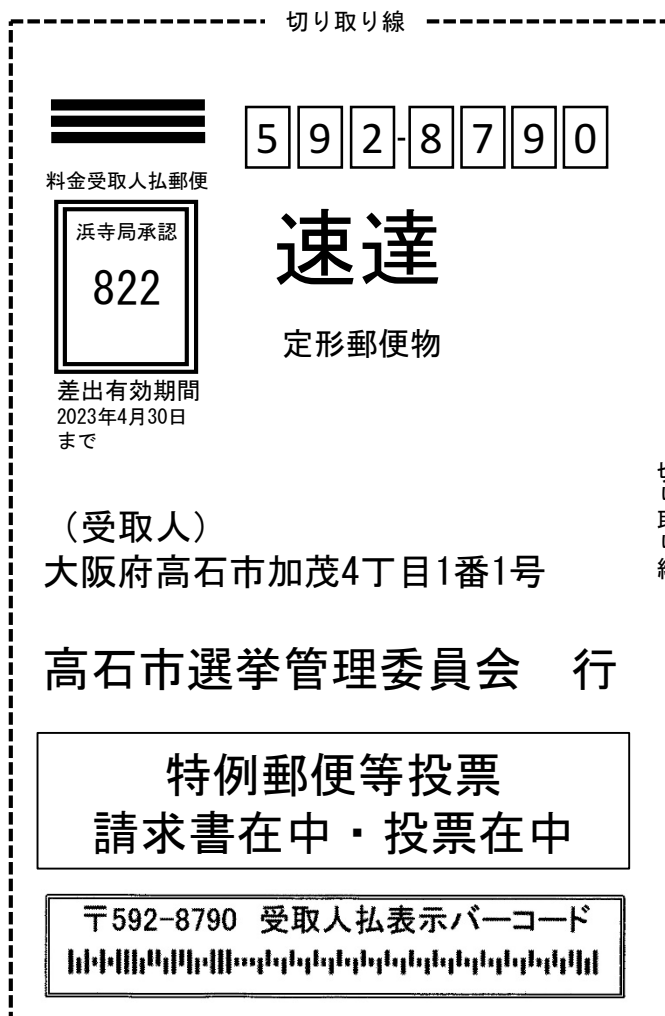 切り取り線
592-8790
料金受取人払郵便
浜寺局承認
822
速達
定形郵便物
差出有効期間
2023年4月30日
まで
切り取り線
（受取人）
大阪府高石市加茂4丁目1番1号
高石市選挙管理委員会　行
特例郵便等投票
請求書在中・投票在中
〒592-8790 受取人払表示バーコード